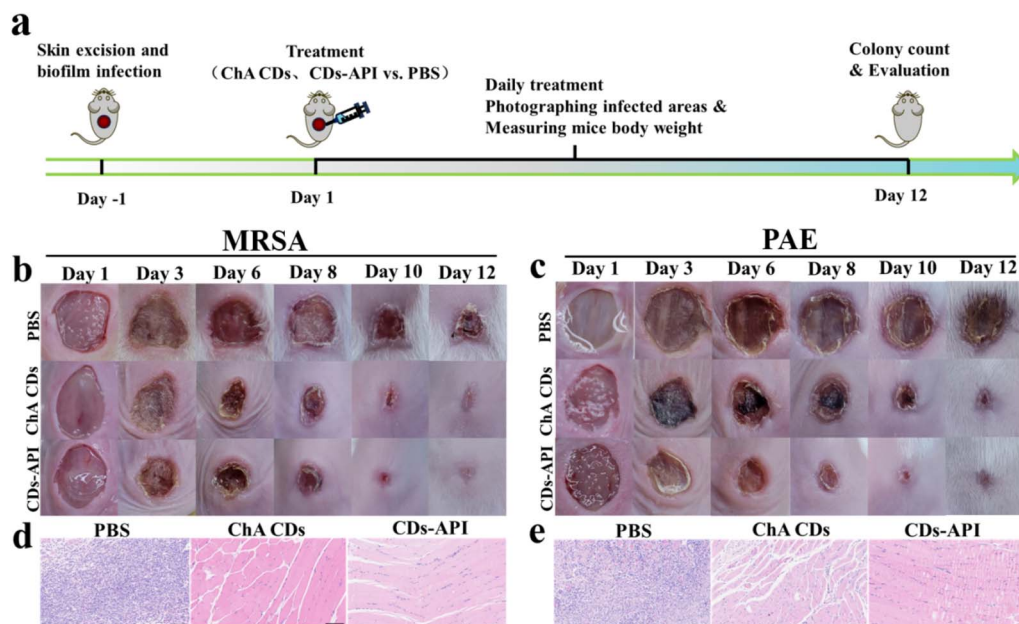 a
Skin excision and
biofilm infection
Treatment
（ChA CDs、CDs-API vs. PBS）
Daily treatment
Photographing infected areas &
Measuring mice body weight
Colony count
& Evaluation
Day -1
Day 1
Day 12
MRSA
b
Day 1 Day 3 Day 6 Day 8 Day 10 Day 12
PBS
ChA CDs
CDs-API
PAE
c
Day 1 Day 3 Day 6 Day 8 Day 10 Day 12
PBS
ChA CDs
CDs-API
d
PBS ChA CDs CDs-API
e
PBS ChA CDs CDs-API